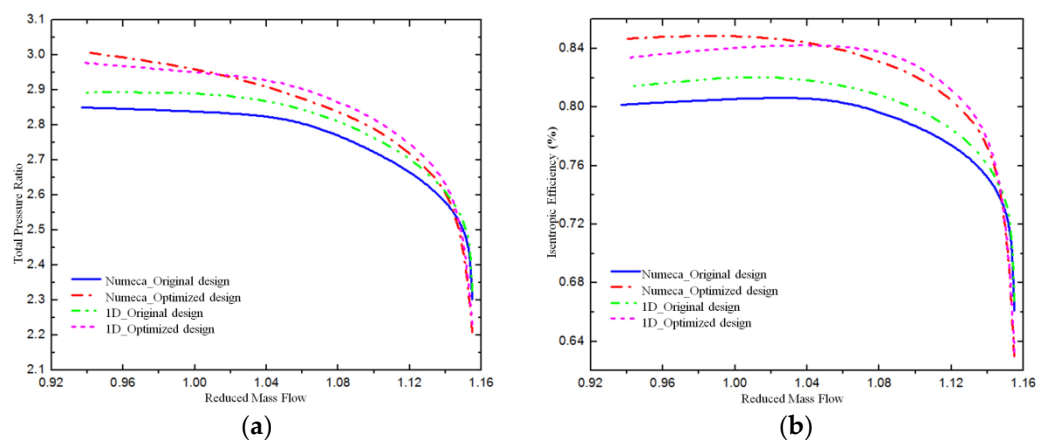 3.1
3.0
2.9
2.8
2.7
2.6
2.5
2.4
2.3
2.2
2.1
Total Pressure Ratio
Numeca_Original design
Numeca_Optimized design
1D_Original design
1D_Optimized design
0.92 0.96 1.00 1.04 1.08 1.12 1.16
Reduced Mass Flow
(a)
0.84
0.80
0.76
0.72
0.68
0.64
Isentropic Efficiency (%)
Numeca_Original design
Numeca_Optimized design
1D_Original design
1D_Optimized design
0.92 0.96 1.00 1.04 1.08 1.12 1.16
Reduced Mass Flow
(b)